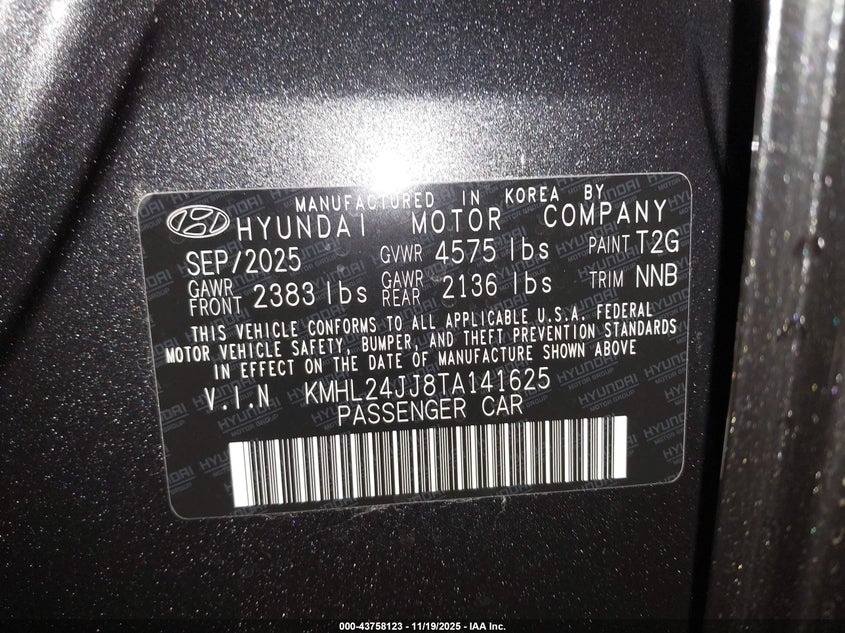 MANUFACTURED IN KOREA BY
HYUNDAI MOTOR COMPANY
SEP/2025 GVWR 4575 lbs PAINT T2G
GAWR FRONT 2383 lbs GAWR REAR 2136 lbs TRIM NNB
THIS VEHICLE CONFORMS TO ALL APPLICABLE U.S.A. FEDERAL
MOTOR VEHICLE SAFETY, BUMPER, AND THEFT PREVENTION STANDARDS
IN EFFECT ON THE DATE OF MANUFACTURE SHOWN ABOVE
V.I.N KMHL24JJ8TA141625
PASSENGER CAR
000-43758123 - 11/19/2025 - IAA Inc.